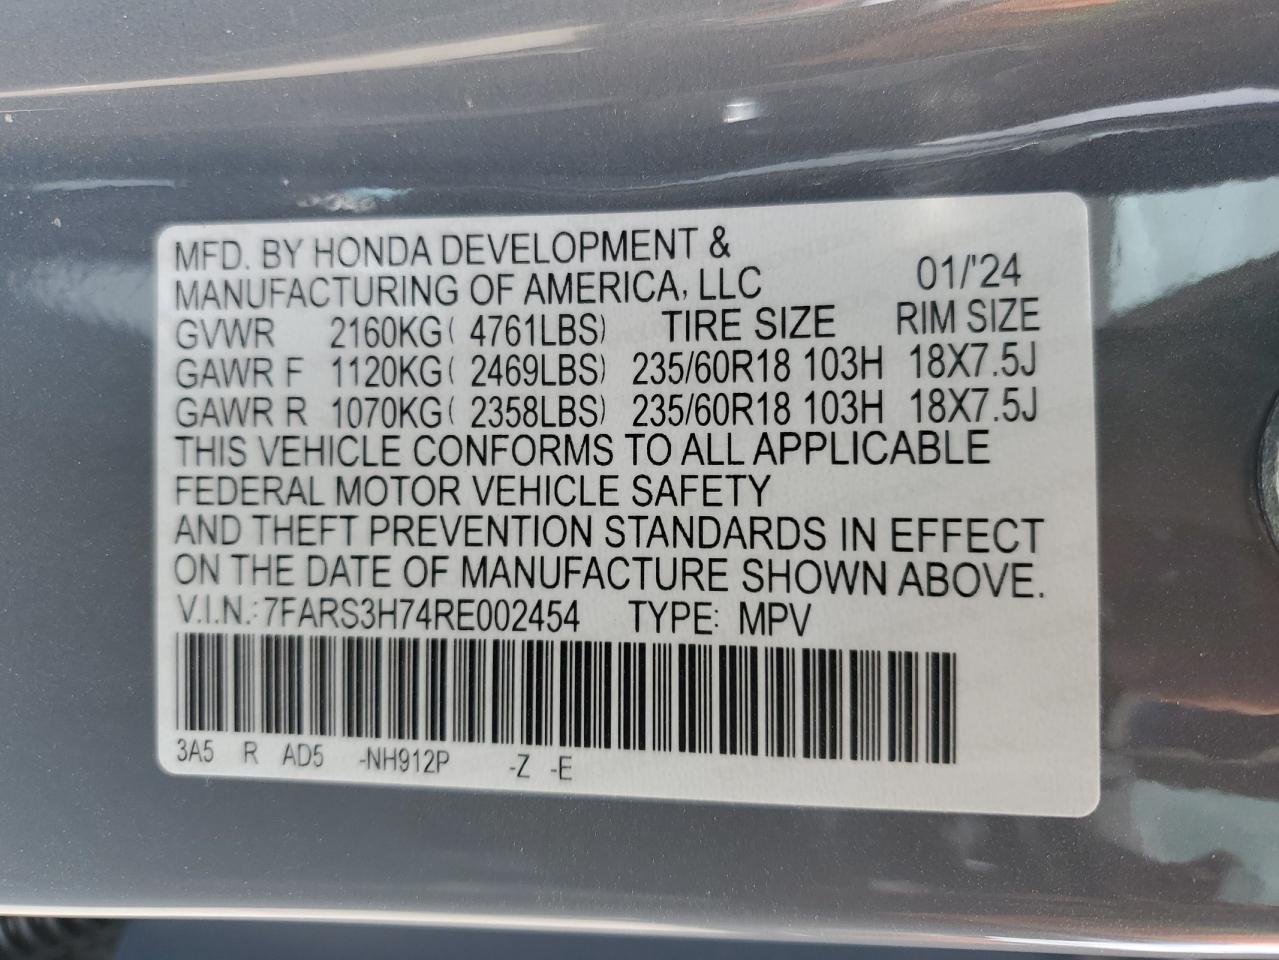 MFD. BY HONDA DEVELOPMENT &
MANUFACTURING OF AMERICA, LLC 01/'24
GVWR 2160KG( 4761LBS) TIRE SIZE RIM SIZE
GAWR F 1120KG( 2469LBS) 235/60R18 103H 18X7.5J
GAWR R 1070KG( 2358LBS) 235/60R18 103H 18X7.5J
THIS VEHICLE CONFORMS TO ALL APPLICABLE
FEDERAL MOTOR VEHICLE SAFETY
AND THEFT PREVENTION STANDARDS IN EFFECT
ON THE DATE OF MANUFACTURE SHOWN ABOVE.
V.I.N.: 7FARS3H74RE002454 TYPE: MPV
3A5 R AD5 -NH912P -Z -E